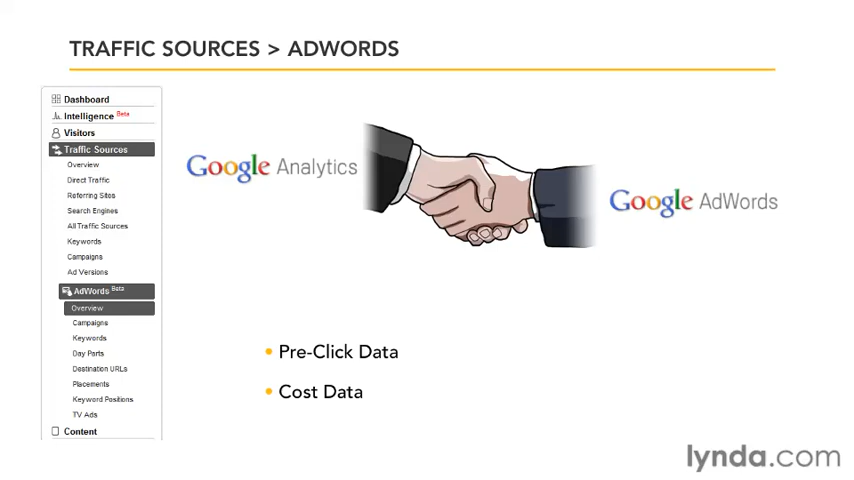 TRAFFIC SOURCES > ADWORDS
Dashboard
Intelligence Beta
Visitors
Traffic Sources
Overview
Direct Traffic
Referring Sites
Search Engines
All Traffic Sources
Keywords
Campaigns
Ad Versions
AdWords Beta
Overview
Campaigns
Keywords
Day Parts
Destination URLs
Placements
Keyword Positions
TV Ads
Content
Google Analytics
Google AdWords
• Pre-Click Data
• Cost Data
lynda.com